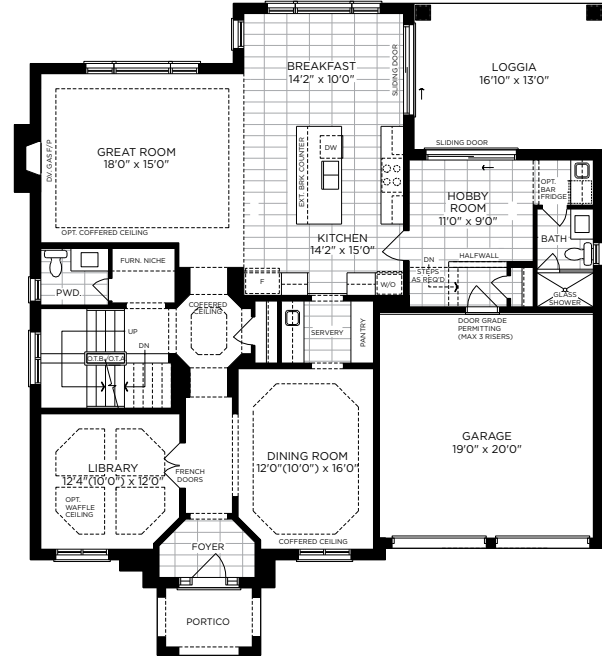 BREAKFAST
14'2" x 10'0"
SLIDING DOOR
LOGGIA
16'10" x 13'0"
SLIDING DOOR
GREAT ROOM
18'0" x 15'0"
DV. GAS F/P
OPT. COFFERED CEILING
EXT. BRK. COUNTER
DW
HOBBY
ROOM
11'0" x 9'0"
OPT.
BAR
FRIDGE
BATH
KITCHEN
14'2" x 15'0"
HALFWALL
DN
STEPS
AS REQ'D
GLASS
SHOWER
PWD.
FURN. NICHE
F
W/O
COFFERED
CEILING
UP
DN
O.T.B./O.T.A
SERVERY
PANTRY
DOOR GRADE
PERMITTING
(MAX 3 RISERS)
GARAGE
19'0" x 20'0"
LIBRARY
12'4"(10'0") x 12'0"
OPT.
WAFFLE
CEILING
FRENCH
DOORS
DINING ROOM
12'0"(10'0") x 16'0"
COFFERED CEILING
FOYER
PORTICO